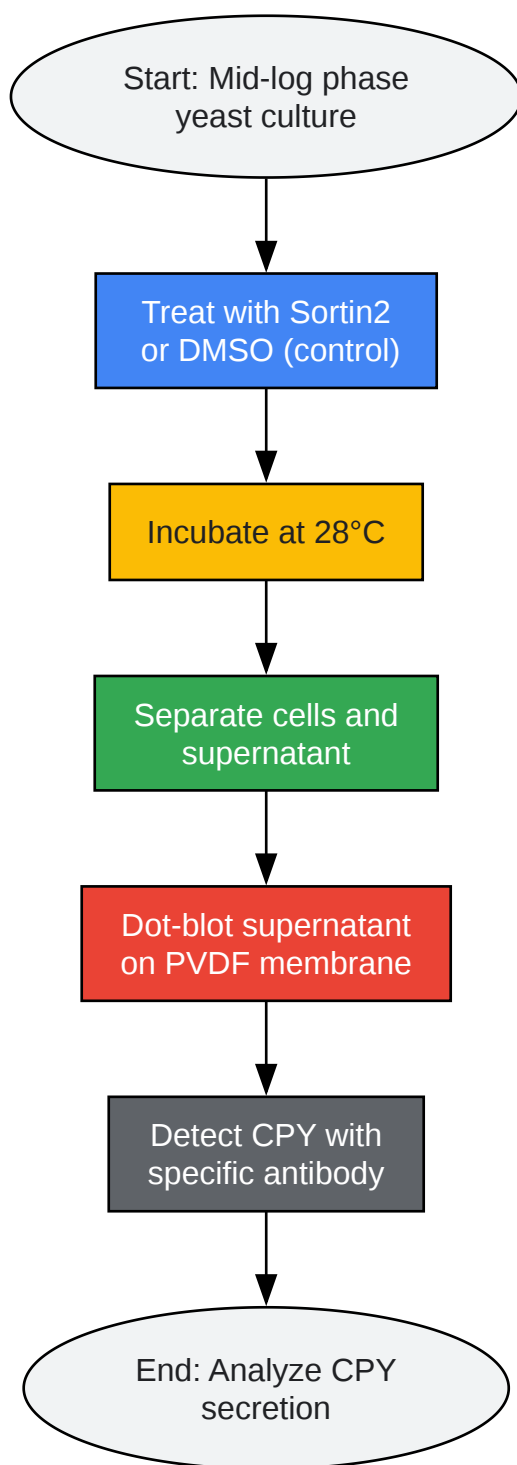 Start: Mid-log phase
yeast culture
Treat with Sortin2
or DMSO (control)
Incubate at 28°C
Separate cells and
supernatant
Dot-blot supernatant
on PVDF membrane
Detect CPY with
specific antibody
End: Analyze CPY
secretion